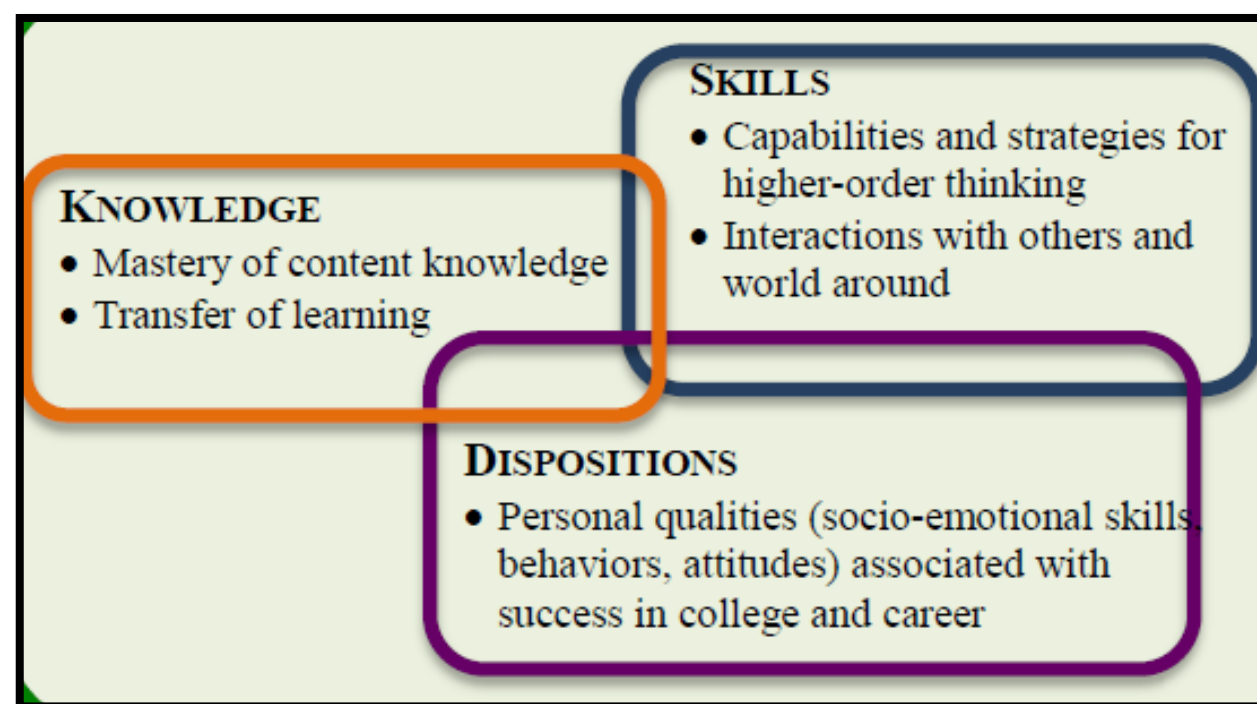 SKILLS
• Capabilities and strategies for
higher-order thinking
• Interactions with others and
world around
KNOWLEDGE
• Mastery of content knowledge
• Transfer of learning
DISPOSITIONS
• Personal qualities (socio-emotional skills,
behaviors, attitudes) associated with
success in college and career